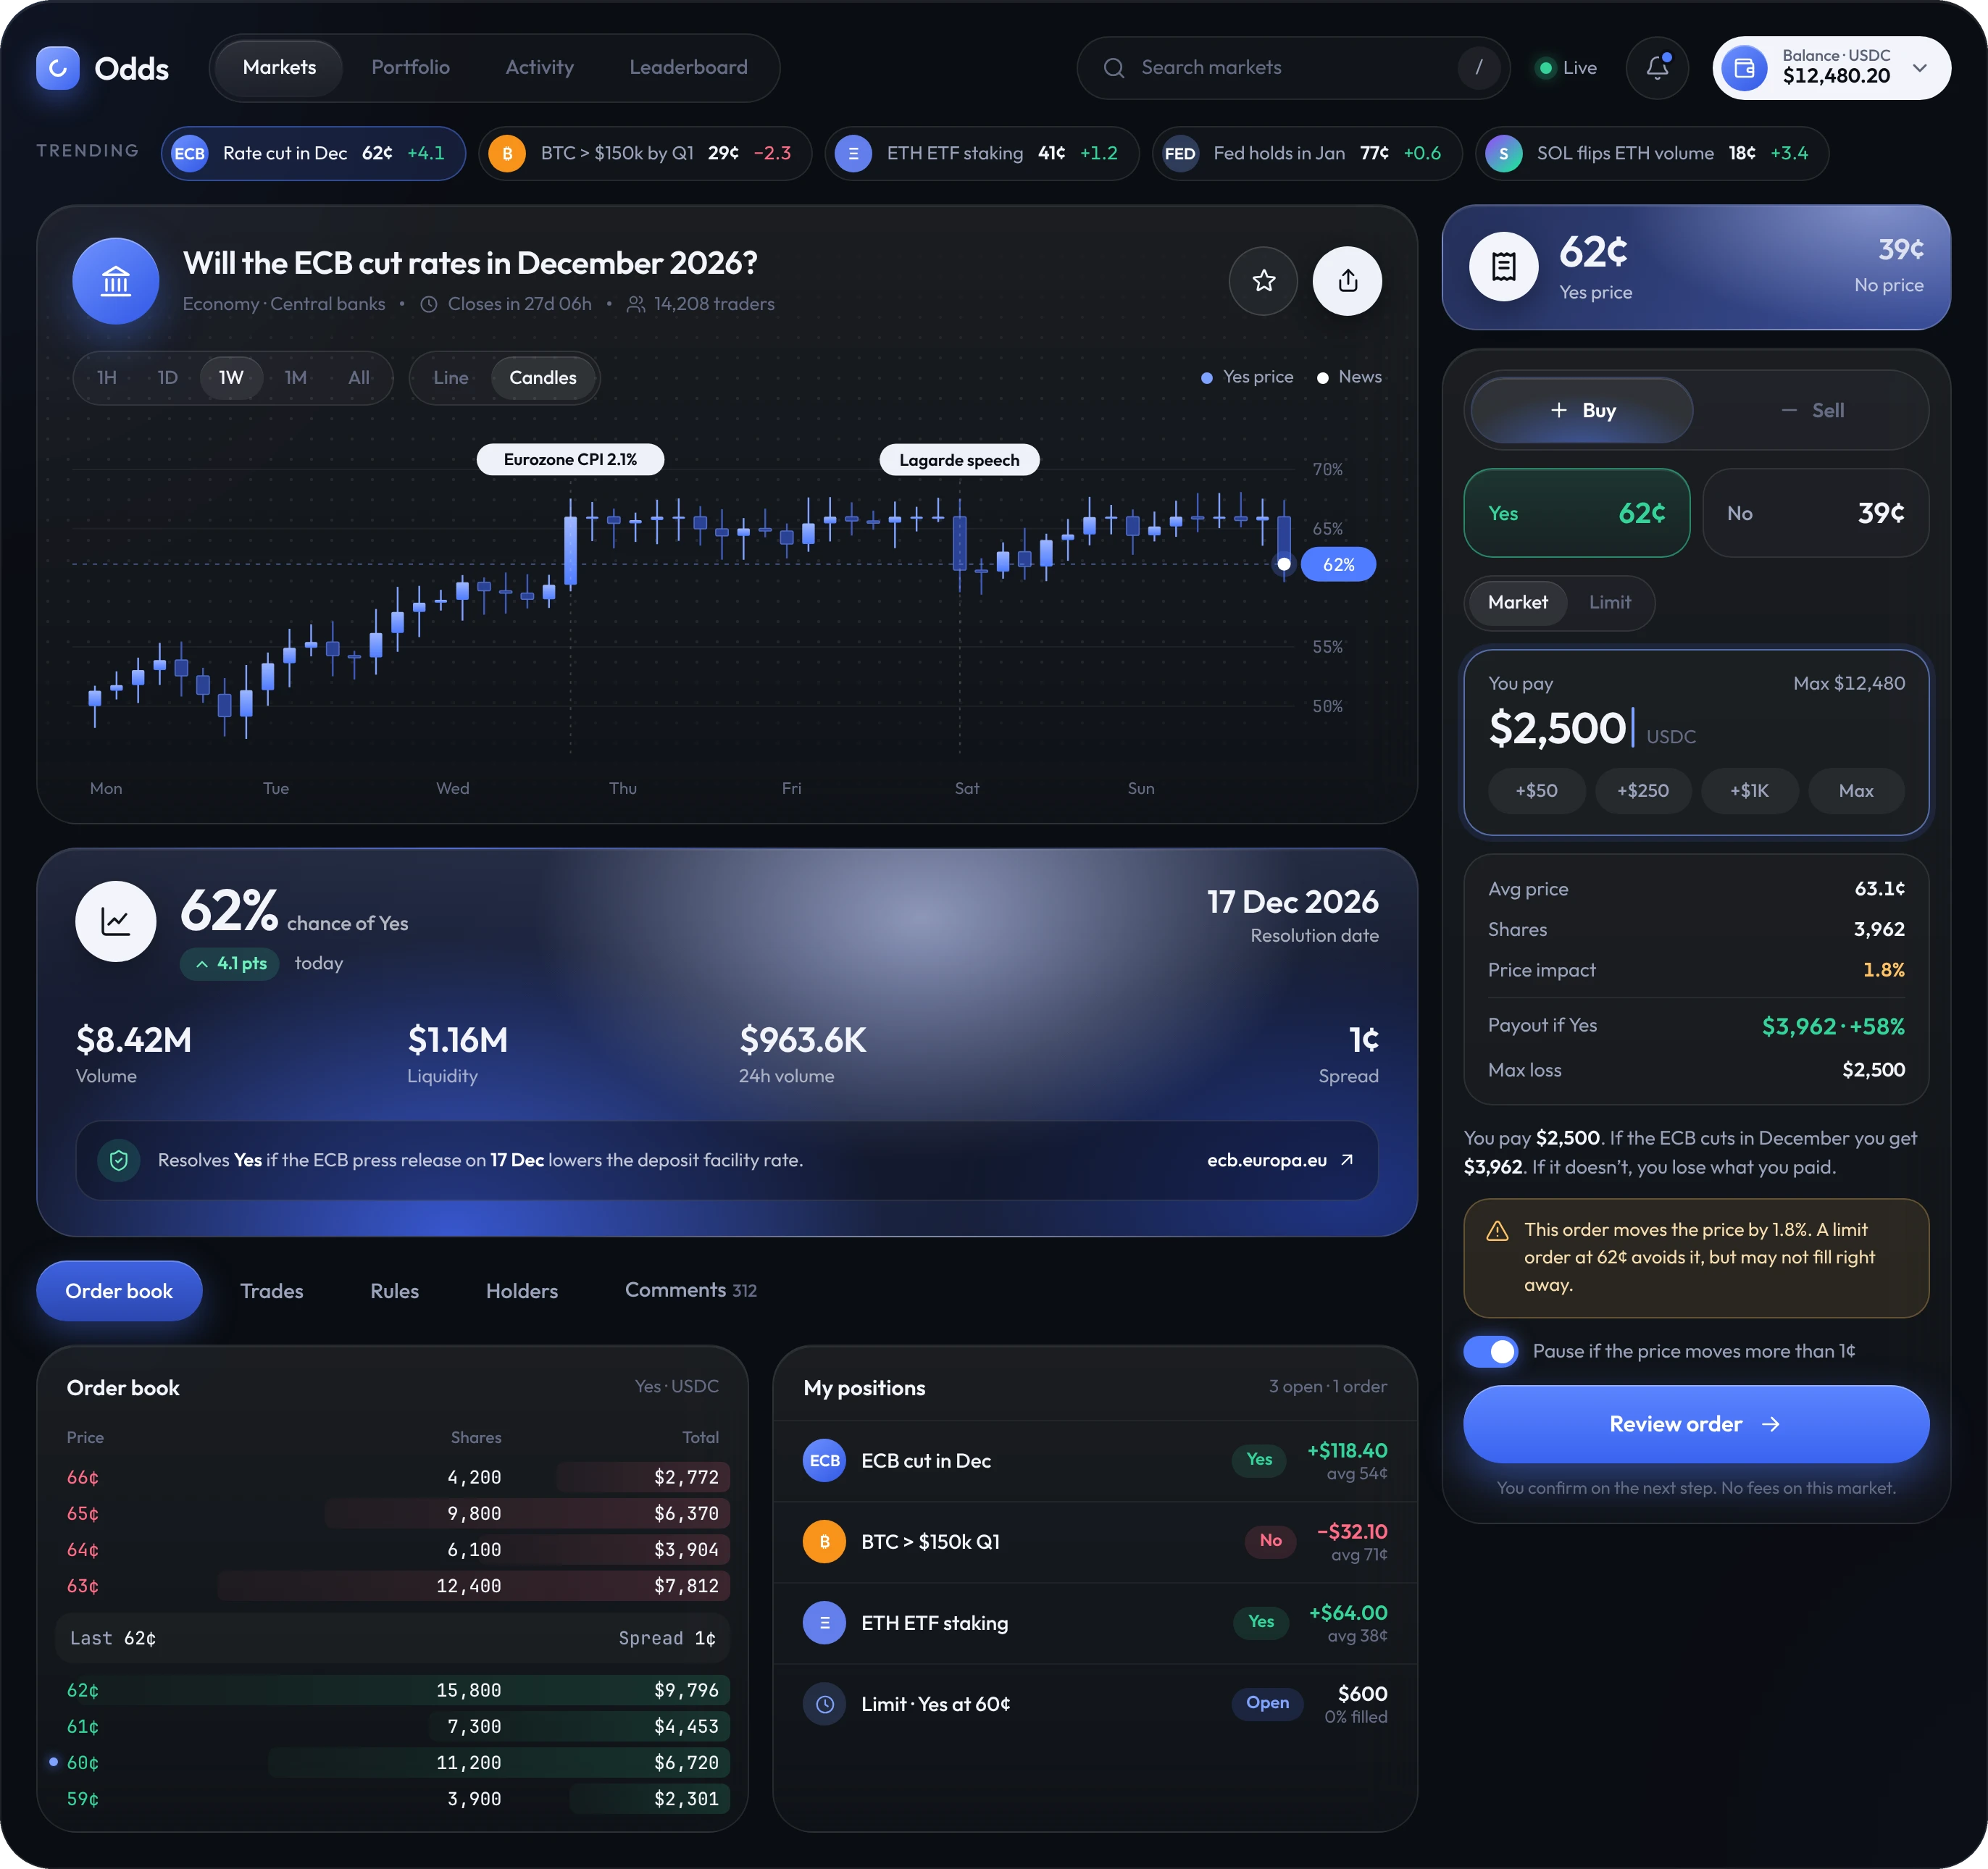 Odds
Markets
Portfolio
Activity
Leaderboard
Search markets
/
Live
Balance · USDC
$12,480.20
TRENDING
ECB Rate cut in Dec 62¢ +4.1
B BTC > $150k by Q1 29¢ −2.3
Ξ ETH ETF staking 41¢ +1.2
FED Fed holds in Jan 77¢ +0.6
S SOL flips ETH volume 18¢ +3.4
Will the ECB cut rates in December 2026?
Economy · Central banks • Closes in 27d 06h • 14,208 traders
1H 1D 1W 1M All
Line Candles
Yes price News
Eurozone CPI 2.1%
Lagarde speech
70%
65%
62%
55%
50%
Mon Tue Wed Thu Fri Sat Sun
62% chance of Yes
4.1 pts today
17 Dec 2026
Resolution date
$8.42M
Volume
$1.16M
Liquidity
$963.6K
24h volume
1¢
Spread
Resolves Yes if the ECB press release on 17 Dec lowers the deposit facility rate.
ecb.europa.eu
Order book
Trades
Rules
Holders
Comments 312
Order book
Yes · USDC
Price Shares Total
66¢ 4,200 $2,772
65¢ 9,800 $6,370
64¢ 6,100 $3,904
63¢ 12,400 $7,812
Last 62¢ Spread 1¢
62¢ 15,800 $9,796
61¢ 7,300 $4,453
60¢ 11,200 $6,720
59¢ 3,900 $2,301
My positions
3 open · 1 order
ECB ECB cut in Dec Yes +$118.40
avg 54¢
B BTC > $150k Q1 No −$32.10
avg 71¢
Ξ ETH ETF staking Yes +$64.00
avg 38¢
Limit · Yes at 60¢ Open $600
0% filled
62¢
Yes price
39¢
No price
+ Buy
− Sell
Yes 62¢
No 39¢
Market
Limit
You pay
Max $12,480
$2,500 USDC
+$50 +$250 +$1K Max
Avg price 63.1¢
Shares 3,962
Price impact 1.8%
Payout if Yes $3,962 · +58%
Max loss $2,500
You pay $2,500. If the ECB cuts in December you get
$3,962. If it doesn’t, you lose what you paid.
This order moves the price by 1.8%. A limit
order at 62¢ avoids it, but may not fill right
away.
Pause if the price moves more than 1¢
Review order
You confirm on the next step. No fees on this market.